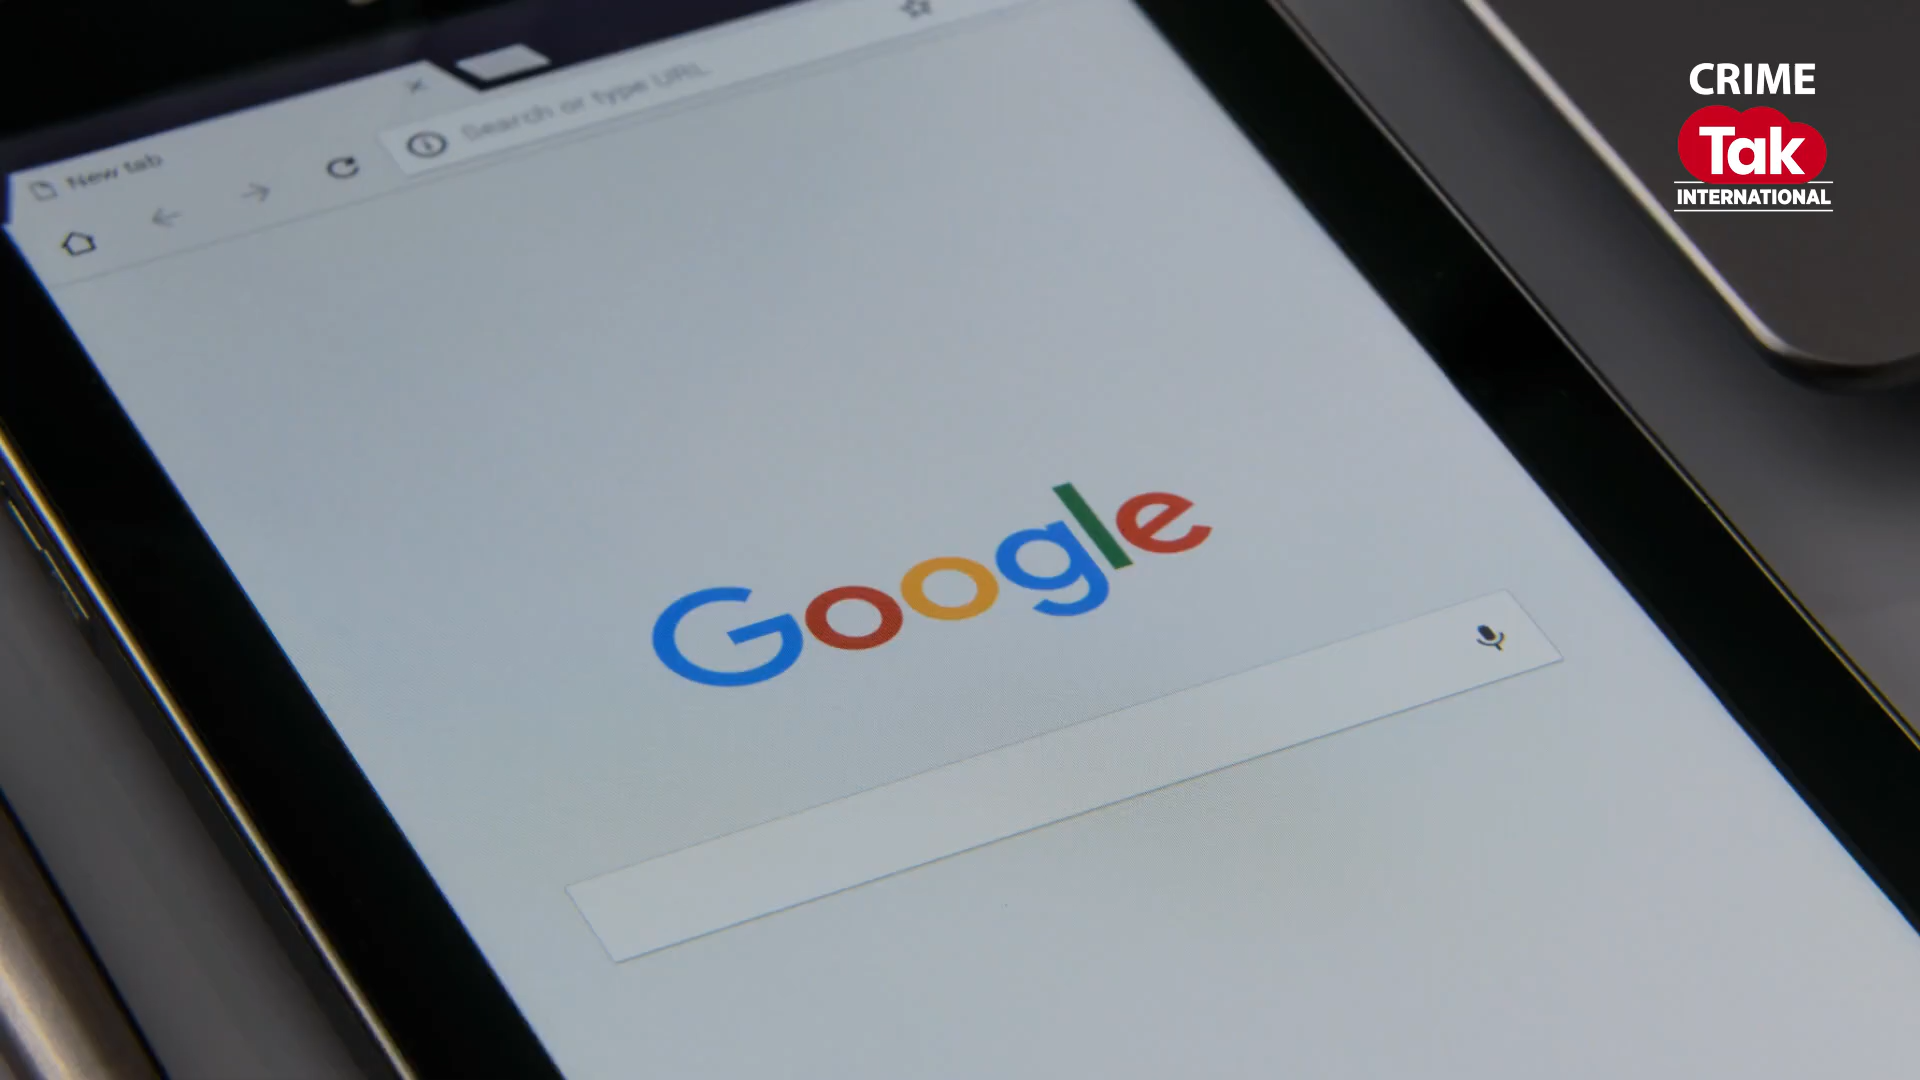 CRIME
Tak
INTERNATIONAL
New tab
Search or type URL
Google